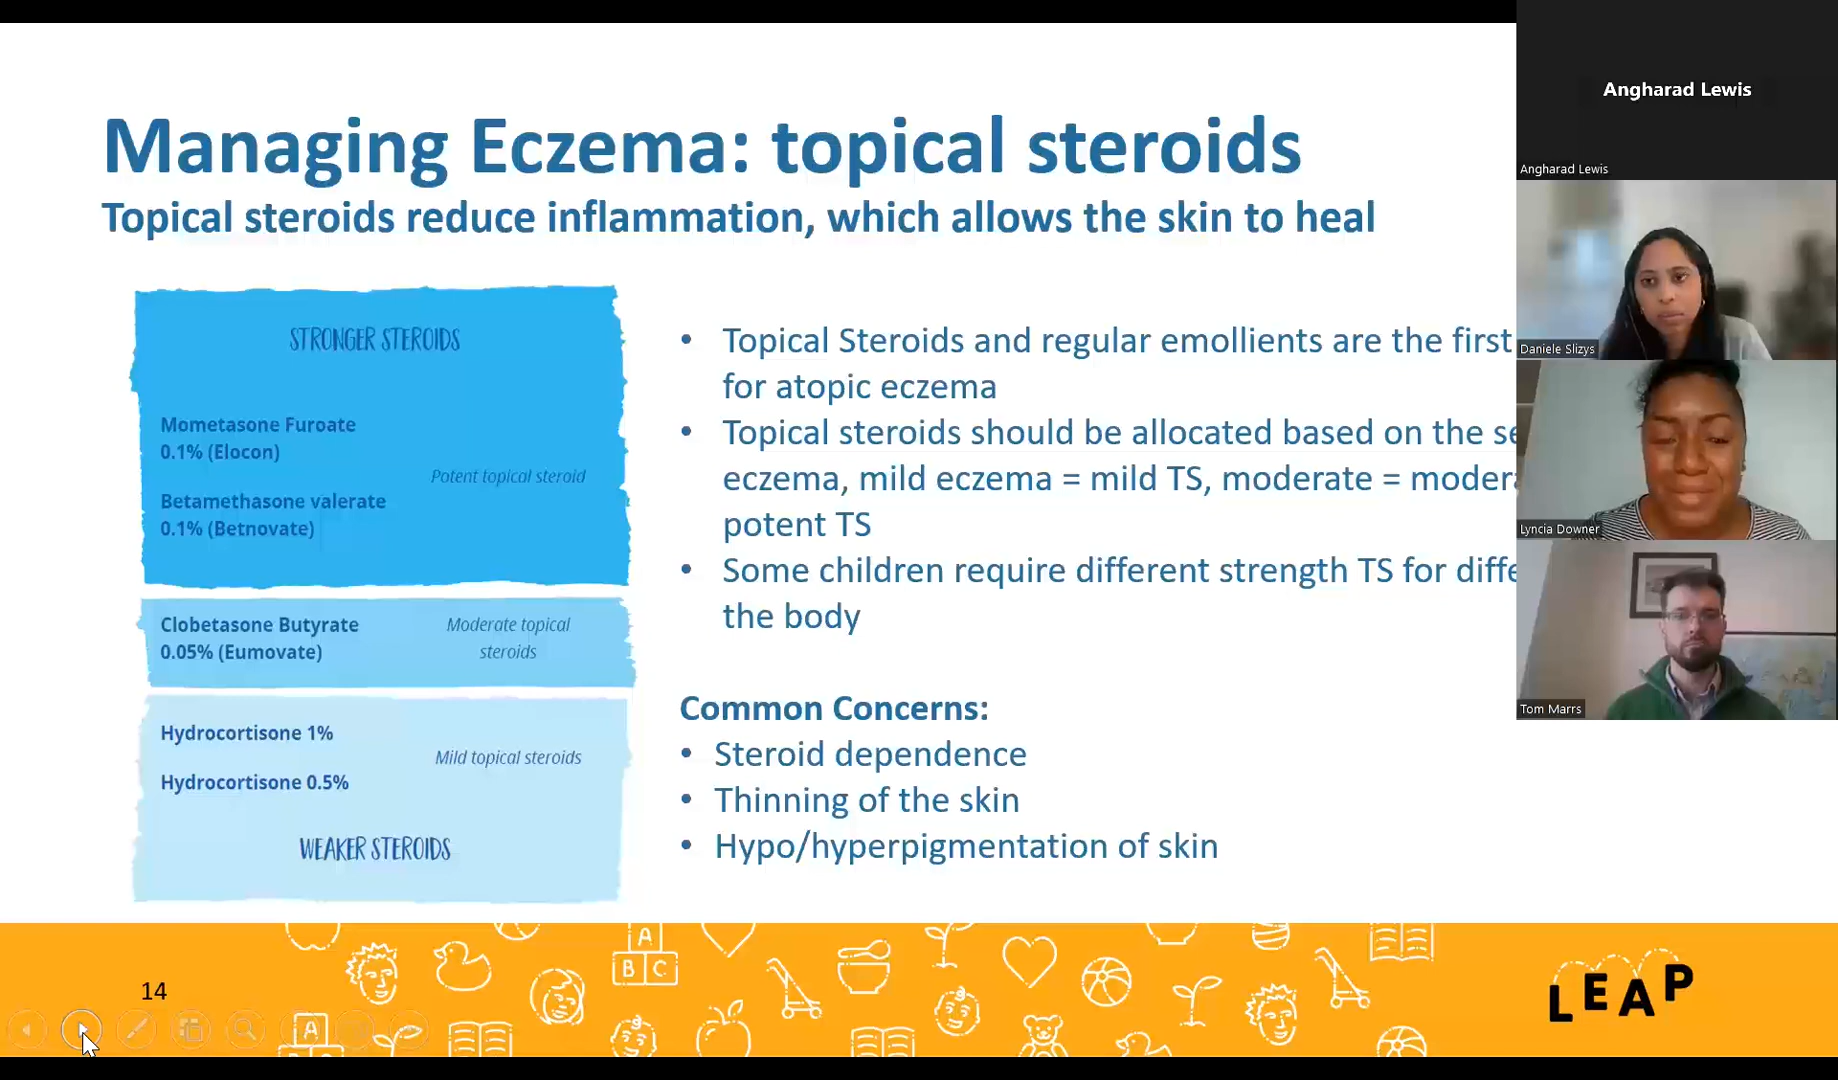 Managing Eczema: topical steroids
Topical steroids reduce inflammation, which allows the skin to heal
STRONGER STEROIDS
Mometasone Furoate
0.1% (Elocon)
Potent topical steroid
Betamethasone valerate
0.1% (Betnovate)
Clobetasone Butyrate
0.05% (Eumovate)
Moderate topical
steroids
Hydrocortisone 1%
Mild topical steroids
Hydrocortisone 0.5%
WEAKER STEROIDS
• Topical Steroids and regular emollients are the first
for atopic eczema
• Topical steroids should be allocated based on the
eczema, mild eczema = mild TS, moderate =
potent TS
• Some children require different strength TS for
the body
Common Concerns:
• Steroid dependence
• Thinning of the skin
• Hypo/hyperpigmentation of skin
Angharad Lewis
Angharad Lewis
Daniele Slizys
Lyncia Downer
Tom Marrs
14
A
B C
A
LEAP